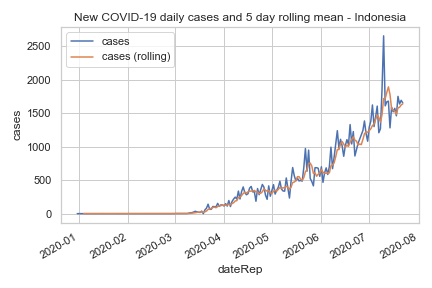 New COVID-19 daily cases and 5 day rolling mean - Indonesia
cases
cases (rolling)
2500
2000
1500
1000
500
0
cases
2020-01
2020-02
2020-03
2020-04
2020-05
2020-06
2020-07
2020-08
dateRep